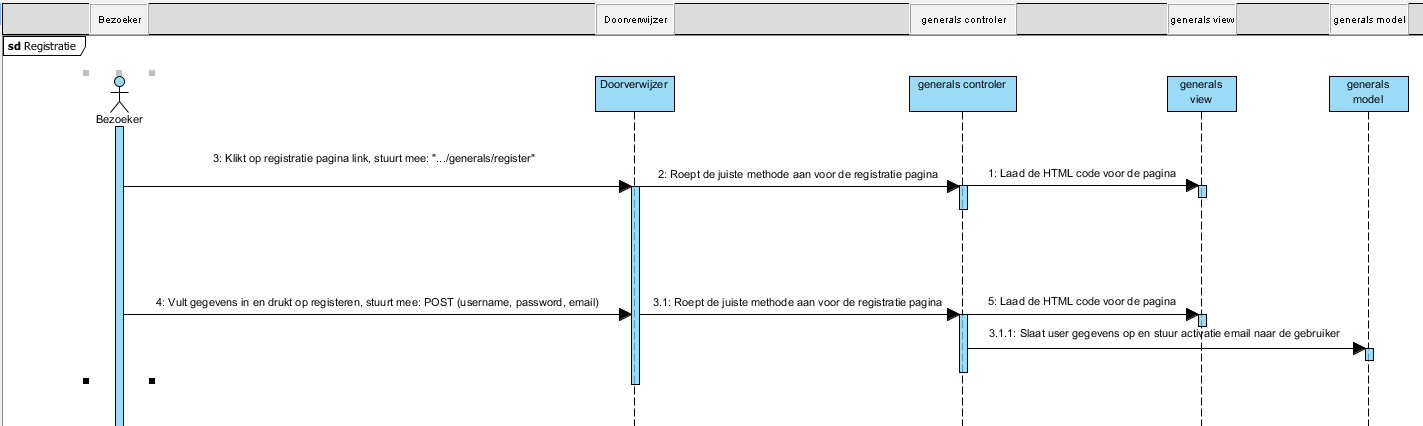 Bezoeker
Doorverwijzer
generals controler
generals view
generals model
sd Registratie
Bezoeker
Doorverwijzer
generals controler
generals
view
generals
model
3: Klikt op registratie pagina link, stuurt mee: ".../generals/register"
2: Roept de juiste methode aan voor de registratie pagina
1: Laad de HTML code voor de pagina
4: Vult gegevens in en drukt op registeren, stuurt mee: POST (username, password, email)
3.1: Roept de juiste methode aan voor de registratie pagina
5: Laad de HTML code voor de pagina
3.1.1: Slaat user gegevens op en stuur activatie email naar de gebruiker